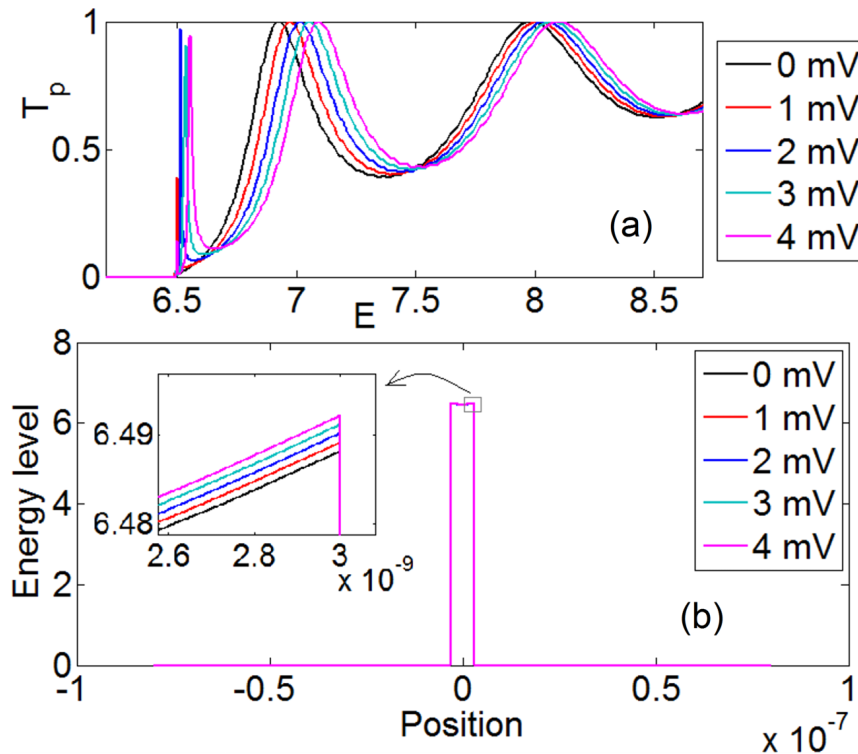 1
0.5
0
T_p
6.5 7 7.5 8 8.5
E
(a)
0 mV
1 mV
2 mV
3 mV
4 mV
8
6
4
2
0
Energy level
6.49
6.48
2.6 2.8 3
x 10^-9
0 mV
1 mV
2 mV
3 mV
4 mV
(b)
-1 -0.5 0 0.5 1
Position
x 10^-7